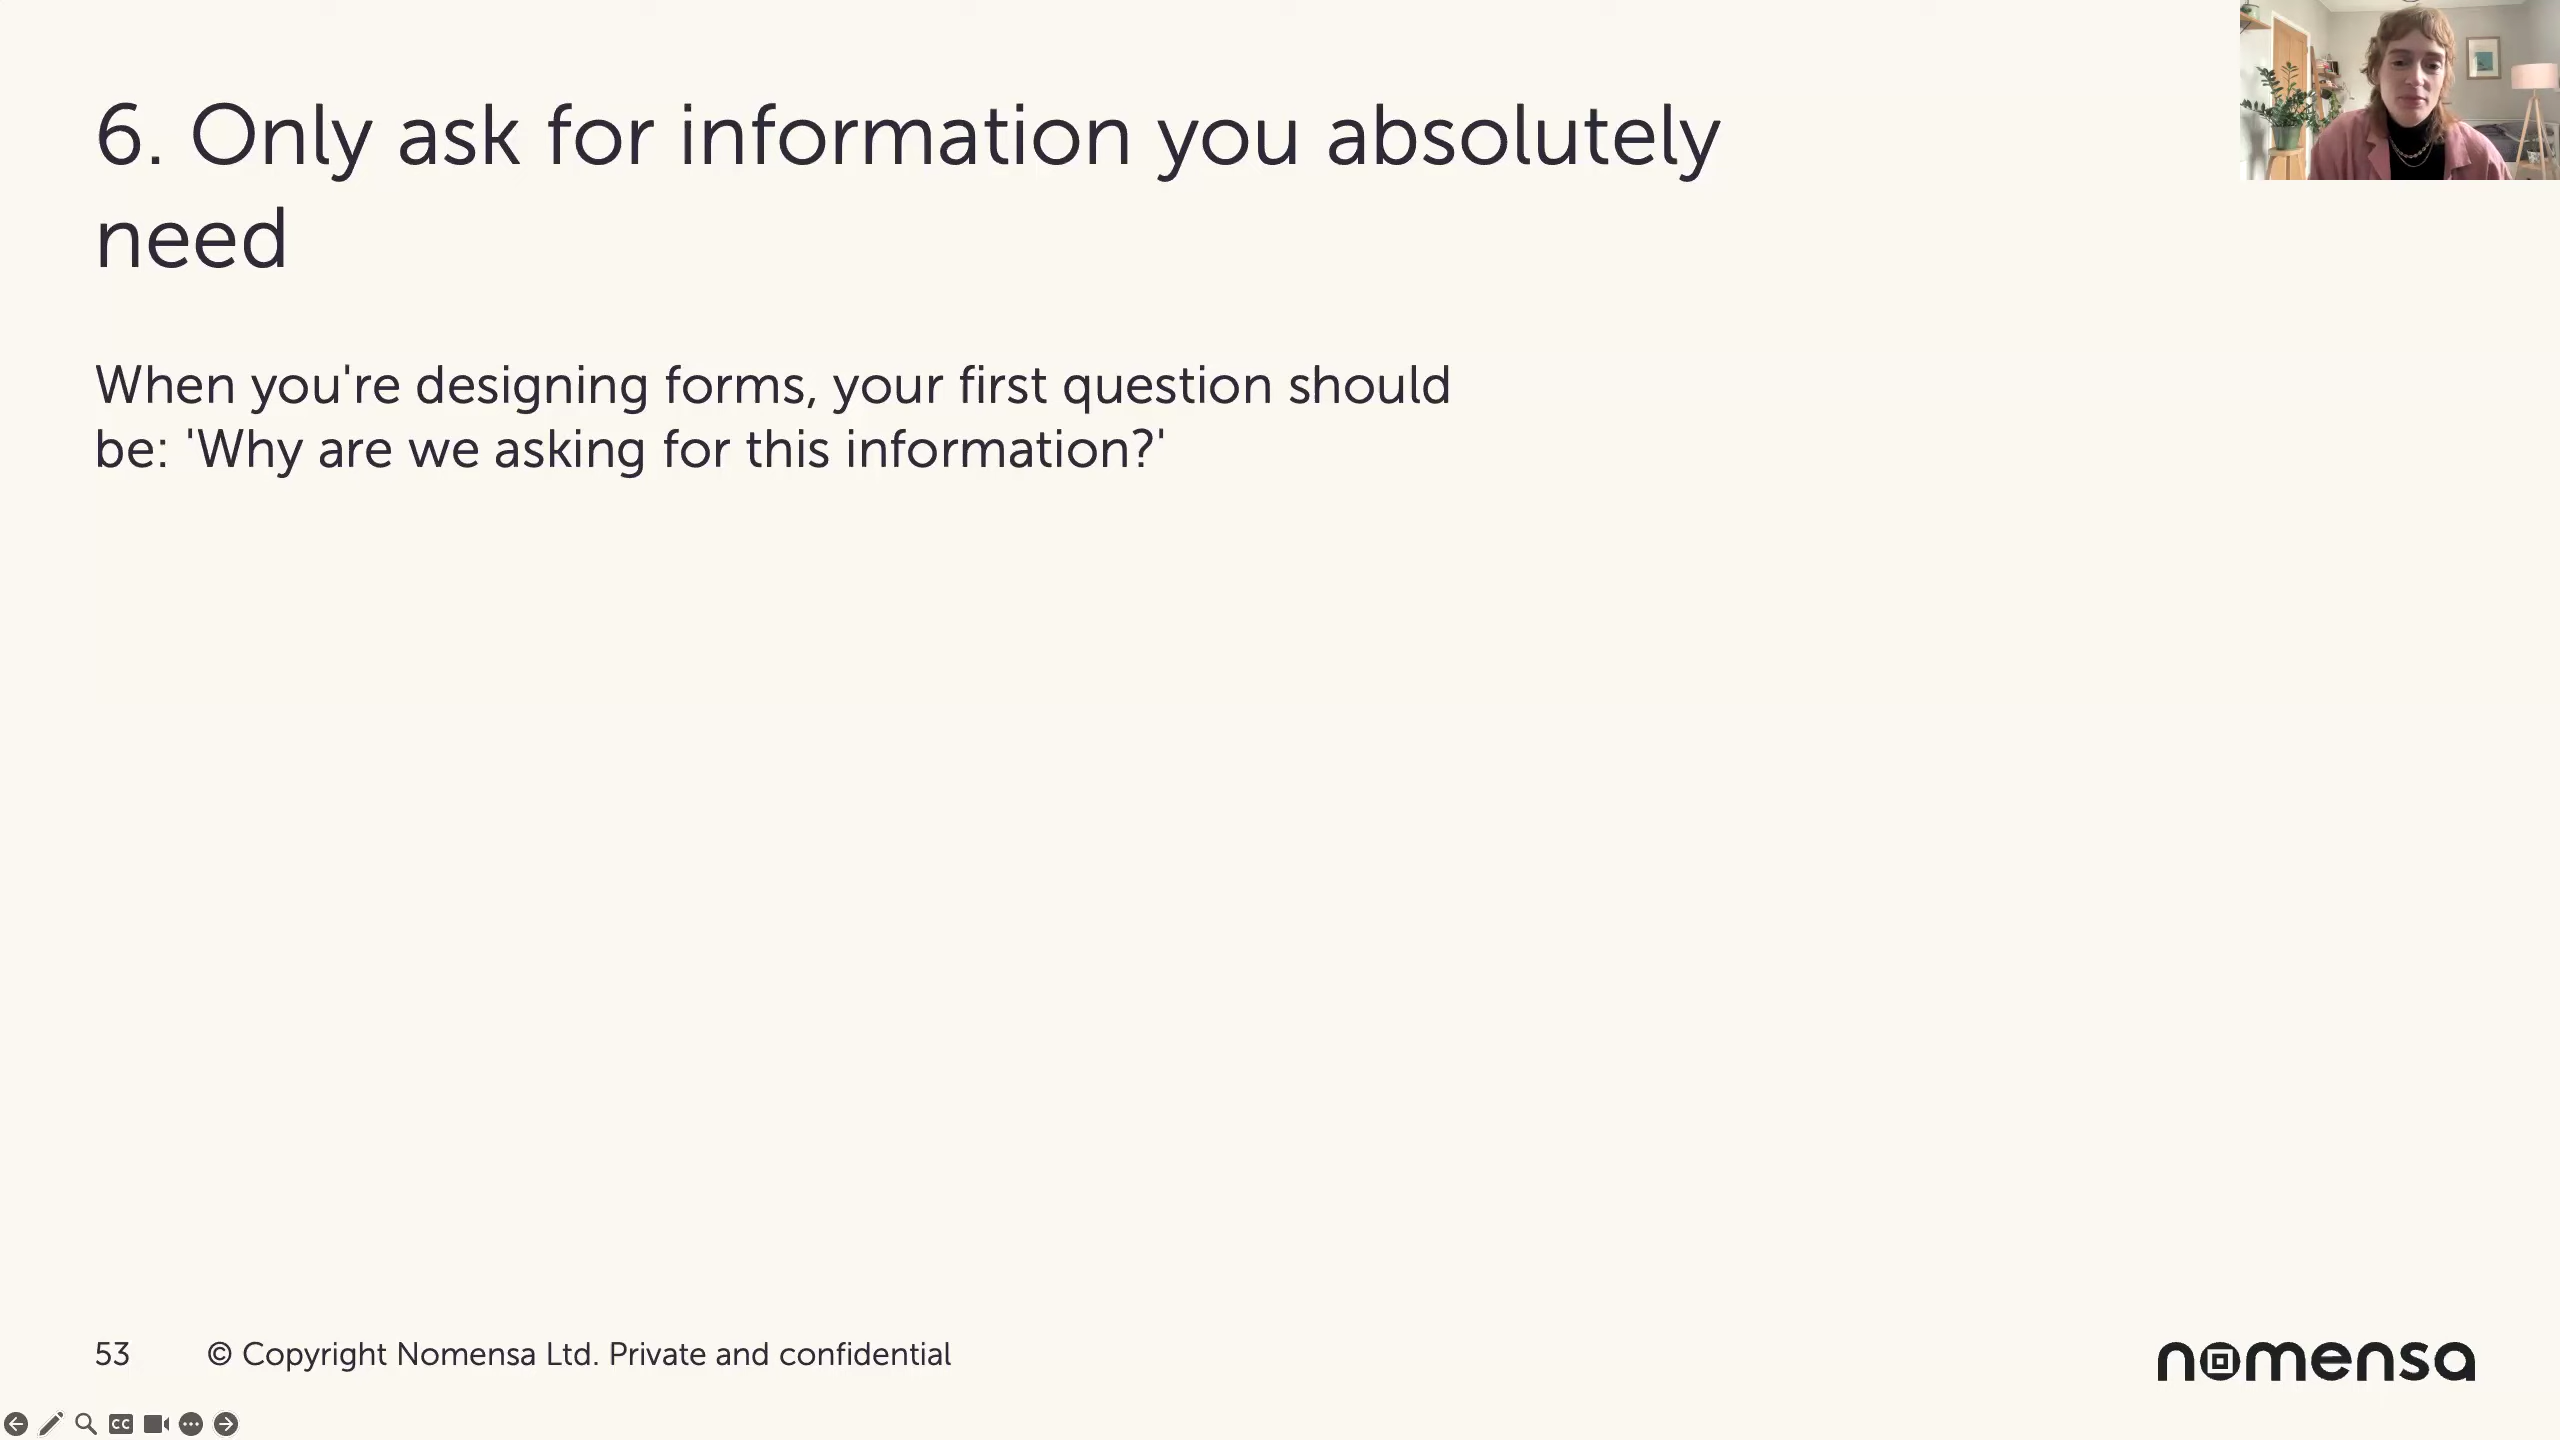 6. Only ask for information you absolutely
need
When you're designing forms, your first question should
be: 'Why are we asking for this information?'
53 © Copyright Nomensa Ltd. Private and confidential
nomensa
CC